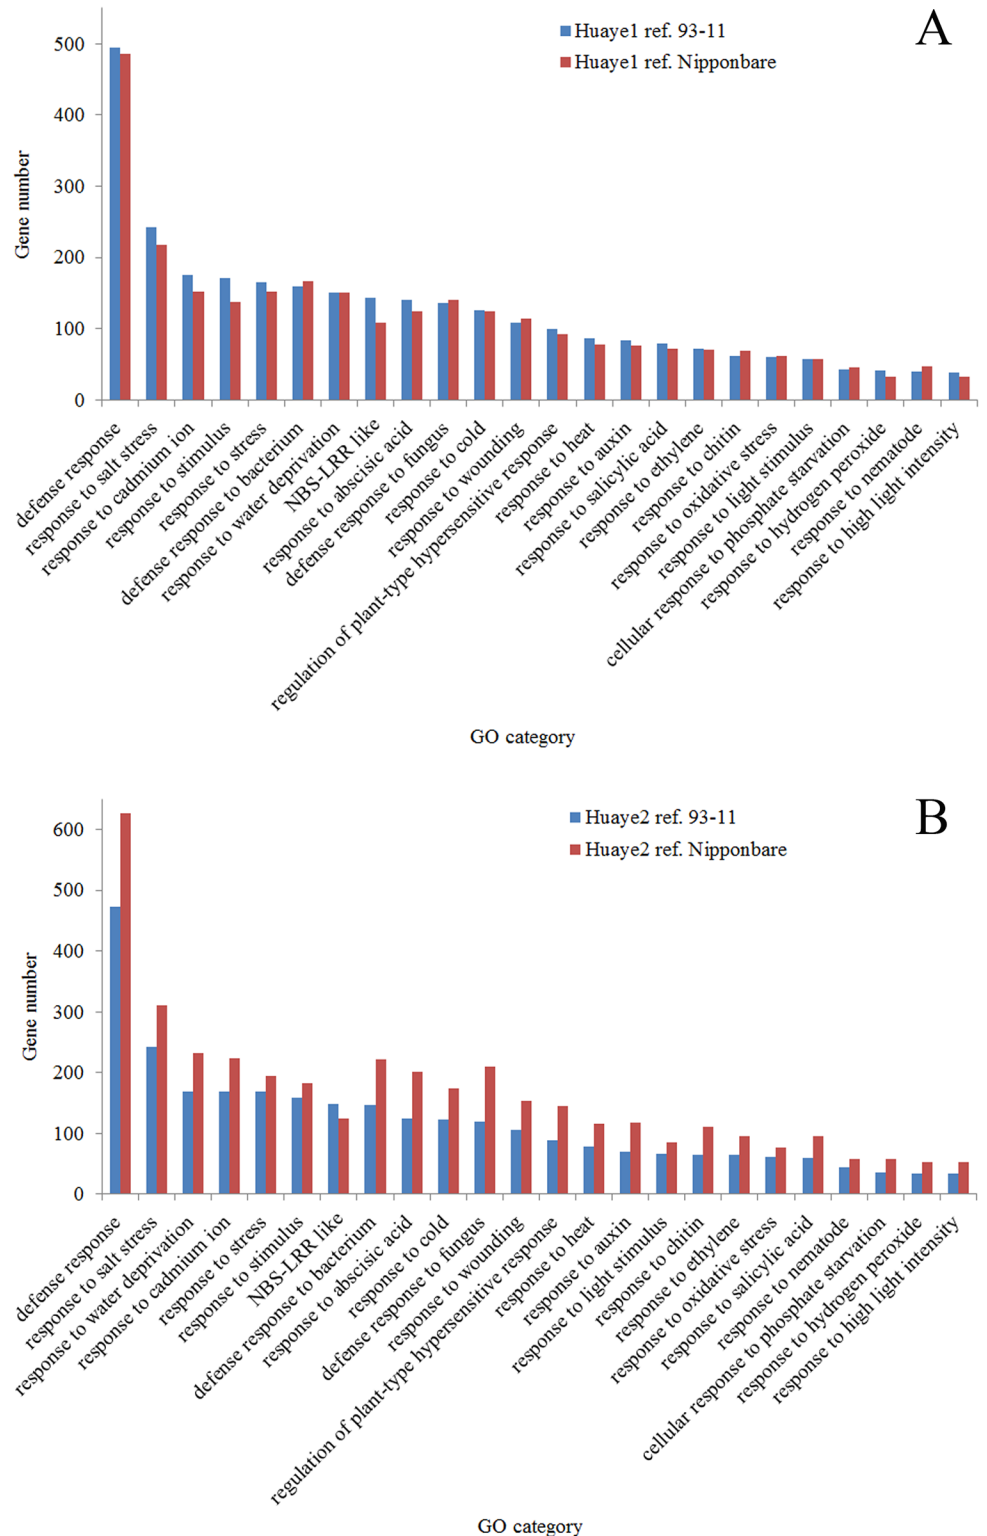 A
Huaye1 ref. 93-11
Huaye1 ref. Nipponbare
Gene number
500
400
300
200
100
0
defense response
response to salt stress
response to cadmium ion
response to stimulus
response to stress
defense response to bacterium
response to water deprivation
NBS-LRR like
response to abscisic acid
defense response to fungus
response to cold
response to wounding
regulation of plant-type hypersensitive response
response to heat
response to auxin
response to salicylic acid
response to ethylene
response to chitin
response to oxidative stress
response to light stimulus
cellular response to phosphate starvation
response to hydrogen peroxide
response to nematode
response to high light intensity
GO category
B
Huaye2 ref. 93-11
Huaye2 ref. Nipponbare
Gene number
600
500
400
300
200
100
0
defense response
response to salt stress
response to water deprivation
response to cadmium ion
response to stress
response to stimulus
NBS-LRR like
defense response to bacterium
response to abscisic acid
response to cold
defense response to fungus
response to wounding
regulation of plant-type hypersensitive response
response to heat
response to auxin
response to light stimulus
response to chitin
response to ethylene
response to oxidative stress
response to salicylic acid
response to nematode
cellular response to phosphate starvation
response to hydrogen peroxide
response to high light intensity
GO category